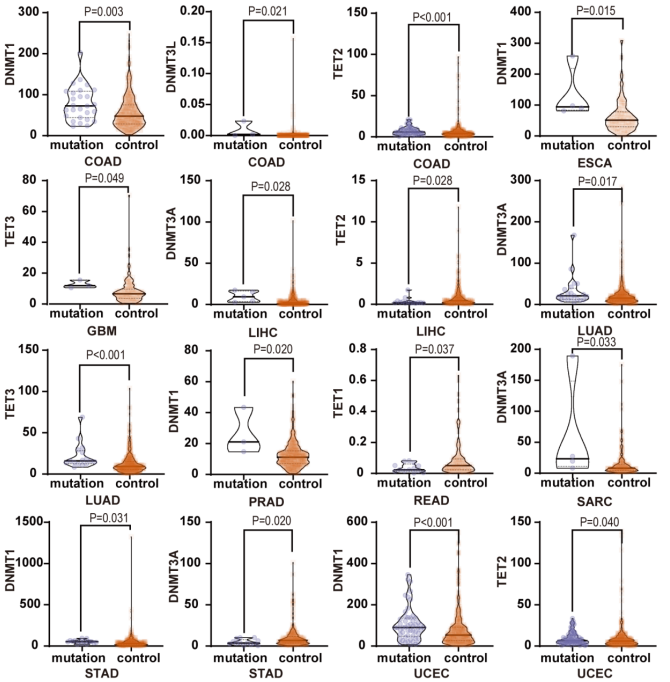 P=0.003
DNMT1
300
200
100
0
mutation control
COAD
P=0.021
DNMT3L
0.20
0.15
0.10
0.05
0.00
mutation control
COAD
P<0.001
TET2
150
100
50
0
mutation control
COAD
P=0.015
DNMT1
400
300
200
100
0
mutation control
ESCA
P=0.049
TET3
80
60
40
20
0
mutation control
GBM
P=0.028
DNMT3A
150
100
50
0
mutation control
LIHC
P=0.028
TET2
15
10
5
0
mutation control
LIHC
P=0.017
DNMT3A
300
200
100
0
mutation control
LUAD
P<0.001
TET3
150
100
50
0
mutation control
LUAD
P=0.020
DNMT1
80
60
40
20
0
mutation control
PRAD
P=0.037
TET1
0.8
0.6
0.4
0.2
0
mutation control
READ
P=0.033
DNMT3A
200
150
100
50
0
mutation control
SARC
P=0.031
DNMT1
1500
1000
500
0
mutation control
STAD
P=0.020
DNMT3A
150
100
50
0
mutation control
STAD
P<0.001
DNMT1
600
400
200
0
mutation control
UCEC
P=0.040
TET2
150
100
50
0
mutation control
UCEC